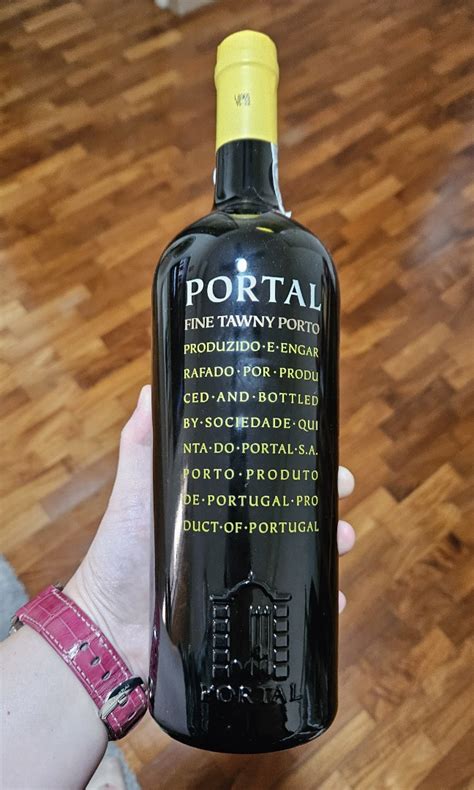 PORTAL
FINE TAWNY PORTO
PRODUZIDO·E·ENGAR
RAFADO·POR·PRODU
CED·AND·BOTTLED
BY·SOCIEDADE·QUI
NTA·DO·PORTAL·S.A.
PORTO·PRODUTO
DE·PORTUGAL·PRO
DUCT·OF·PORTUGAL
PORTAL